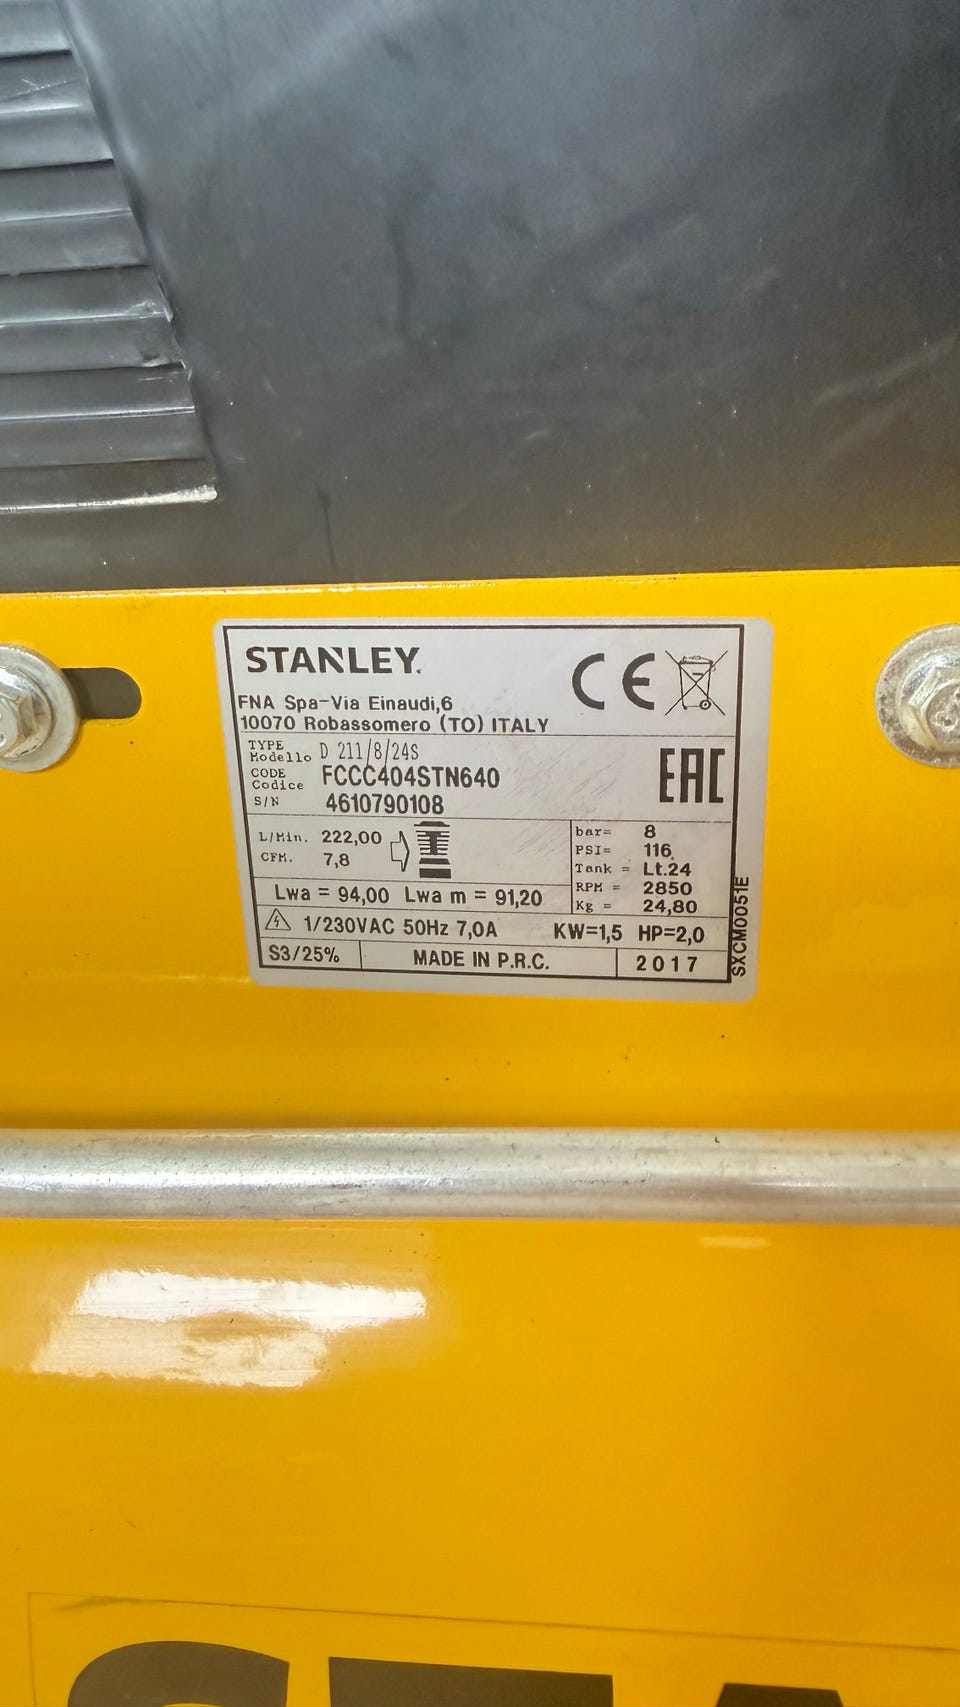 STANLEY.
CE
FNA Spa-Via Einaudi,6
10070 Robassomero (TO) ITALY
TYPE
Modello D 211/8/24S
CODE
Codice FCCC404STN640
S/N 4610790108
EAC
L/Min. 222,00
CFM. 7,8
bar= 8
PSI= 116
Tank = Lt.24
RPM = 2850
Kg = 24,80
Lwa = 94,00 Lwa m = 91,20
1/230VAC 50Hz 7,0A KW=1,5 HP=2,0
S3/25% MADE IN P.R.C. 2017
SXCM0051E